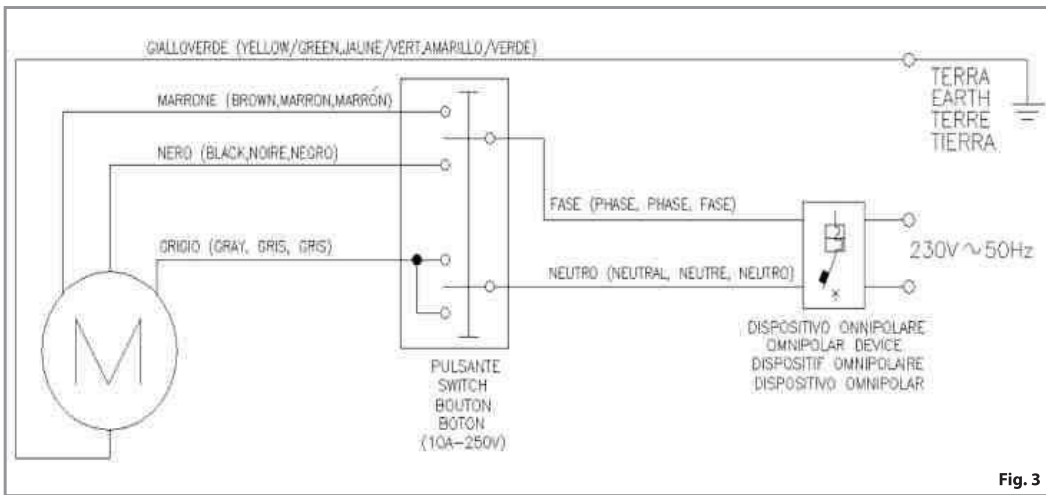 GIALLOVERDE (YELLOW/GREEN,JAUNE/VERT,AMARILLO/VERDE)
TERRA
EARTH
TERRE
TIERRA
MARRONE (BROWN,MARRON,MARRÓN)
NERO (BLACK,NOIRE,NEGRO)
FASE (PHASE, PHASE, FASE)
GRIGIO (GRAY, GRIS, GRIS)
230V~50Hz
NEUTRO (NEUTRAL, NEUTRE, NEUTRO)
M
DISPOSITIVO ONNIPOLARE
OMNIPOLAR DEVICE
DISPOSITIF OMNIPOLAIRE
DISPOSITIVO OMNIPOLAR
PULSANTE
SWITCH
BOUTON
BOTON
(10A-250V)
Fig. 3